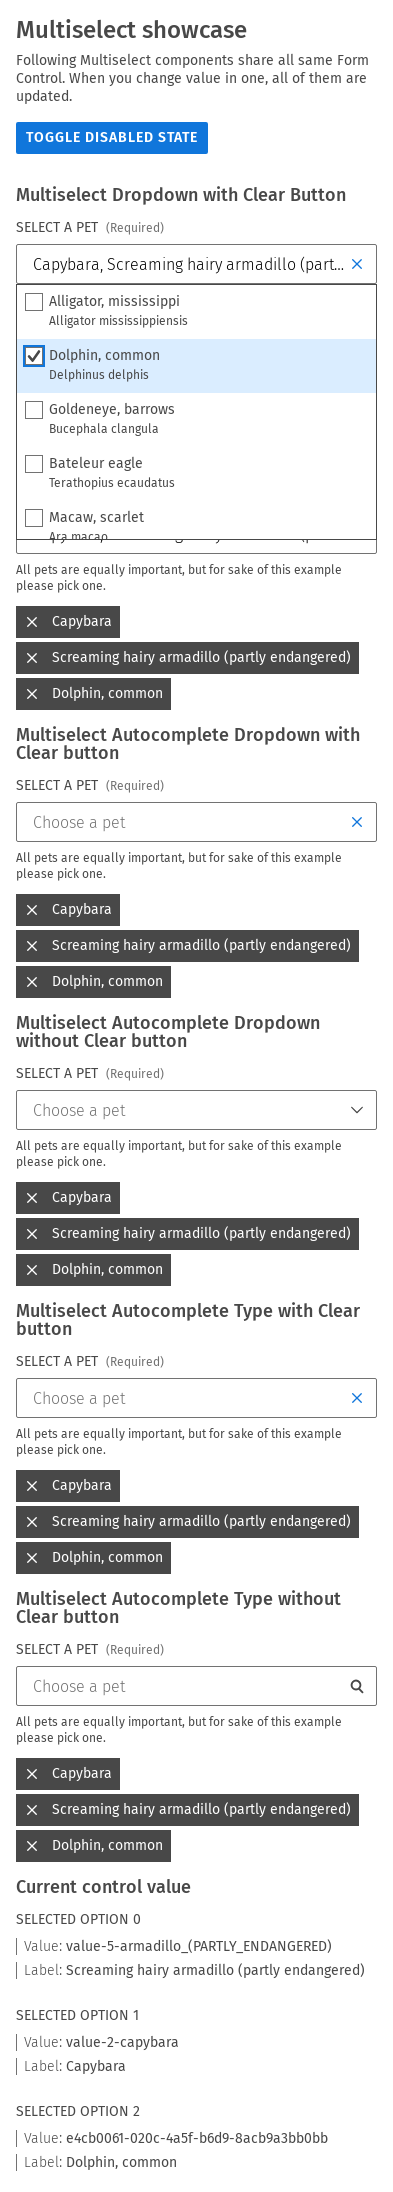 Multiselect showcase
Following Multiselect components share all same Form
Control. When you change value in one, all of them are
updated.
TOGGLE DISABLED STATE
Multiselect Dropdown with Clear Button
SELECT A PET (Required)
Capybara, Screaming hairy armadillo (part...
Alligator, mississippi
Alligator mississippiensis
Dolphin, common
Delphinus delphis
Goldeneye, barrows
Bucephala clangula
Bateleur eagle
Terathopius ecaudatus
Macaw, scarlet
Ara macao
All pets are equally important, but for sake of this example
please pick one.
Capybara
Screaming hairy armadillo (partly endangered)
Dolphin, common
Multiselect Autocomplete Dropdown with
Clear button
SELECT A PET (Required)
Choose a pet
All pets are equally important, but for sake of this example
please pick one.
Capybara
Screaming hairy armadillo (partly endangered)
Dolphin, common
Multiselect Autocomplete Dropdown
without Clear button
SELECT A PET (Required)
Choose a pet
All pets are equally important, but for sake of this example
please pick one.
Capybara
Screaming hairy armadillo (partly endangered)
Dolphin, common
Multiselect Autocomplete Type with Clear
button
SELECT A PET (Required)
Choose a pet
All pets are equally important, but for sake of this example
please pick one.
Capybara
Screaming hairy armadillo (partly endangered)
Dolphin, common
Multiselect Autocomplete Type without
Clear button
SELECT A PET (Required)
Choose a pet
All pets are equally important, but for sake of this example
please pick one.
Capybara
Screaming hairy armadillo (partly endangered)
Dolphin, common
Current control value
SELECTED OPTION 0
Value: value-5-armadillo_(PARTLY_ENDANGERED)
Label: Screaming hairy armadillo (partly endangered)
SELECTED OPTION 1
Value: value-2-capybara
Label: Capybara
SELECTED OPTION 2
Value: e4cb0061-020c-4a5f-b6d9-8acb9a3bb0bb
Label: Dolphin, common